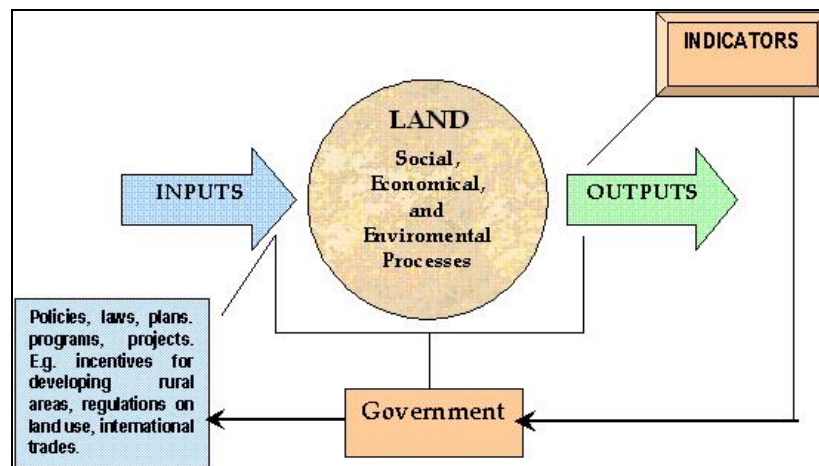 INDICATORS
LAND
Social,
Economical,
and
Enviromental
Processes
INPUTS
OUTPUTS
Policies, laws, plans.
programs, projects.
E.g. incentives for
developing rural
areas, regulations on
land use, international
trades.
Government